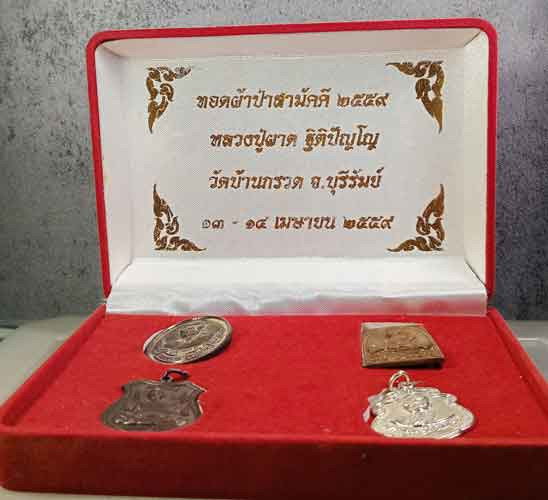 ทอดผ้าป่าสามัคคี ๒๕๕๙
หลวงปู่ผาด ฐิติปัญโญ
วัดบ้านกรวด จ.บุรีรัมย์
๑๓ - ๑๔ เมษายน ๒๕๕๙